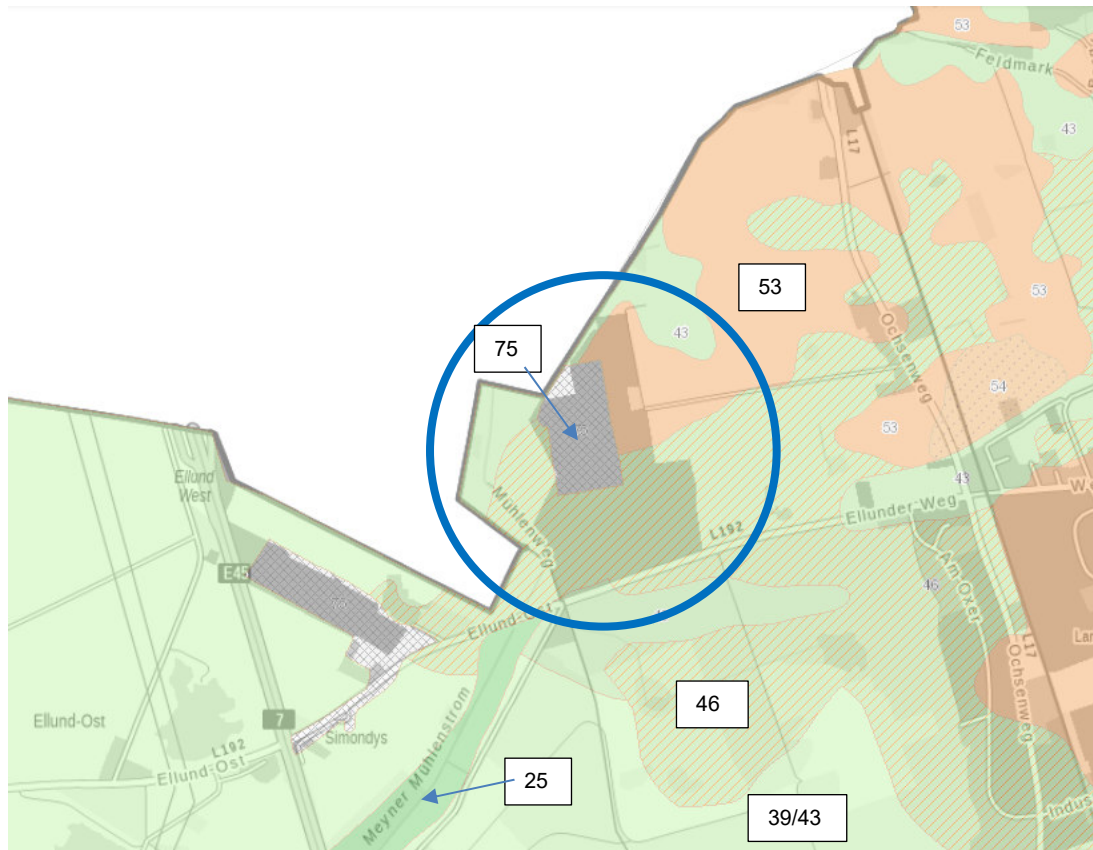 53
Feldmark
43
L17
53
53
Ochsenweg
43
75
54
53
43
W
Ellunder Weg
L192
Mühlenweg
Ellund
West
E45
75
46
Am Oxer
Ellund-Ost
L17
Ochsenweg
Lar
46
Ellund-Ost
7
Simondys
L192
Ellund-Ost
Meyner Mühlenstrom
25
39/43
Indus